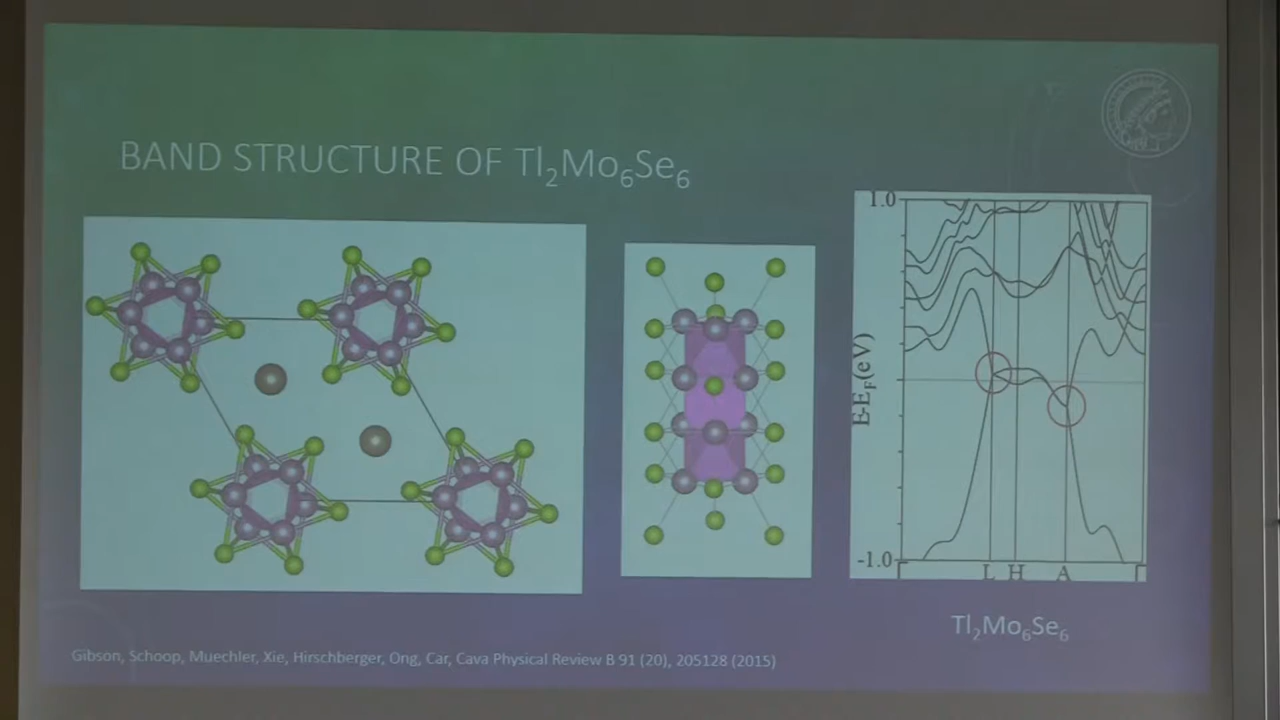 BAND STRUCTURE OF Tl₂Mo₆Se₆
1.0
E-E_F(eV)
-1.0
L H A
Tl₂Mo₆Se₆
Gibson, Schoop, Muechler, Xie, Hirschberger, Ong, Car, Cava Physical Review B 91 (20), 205128 (2015)